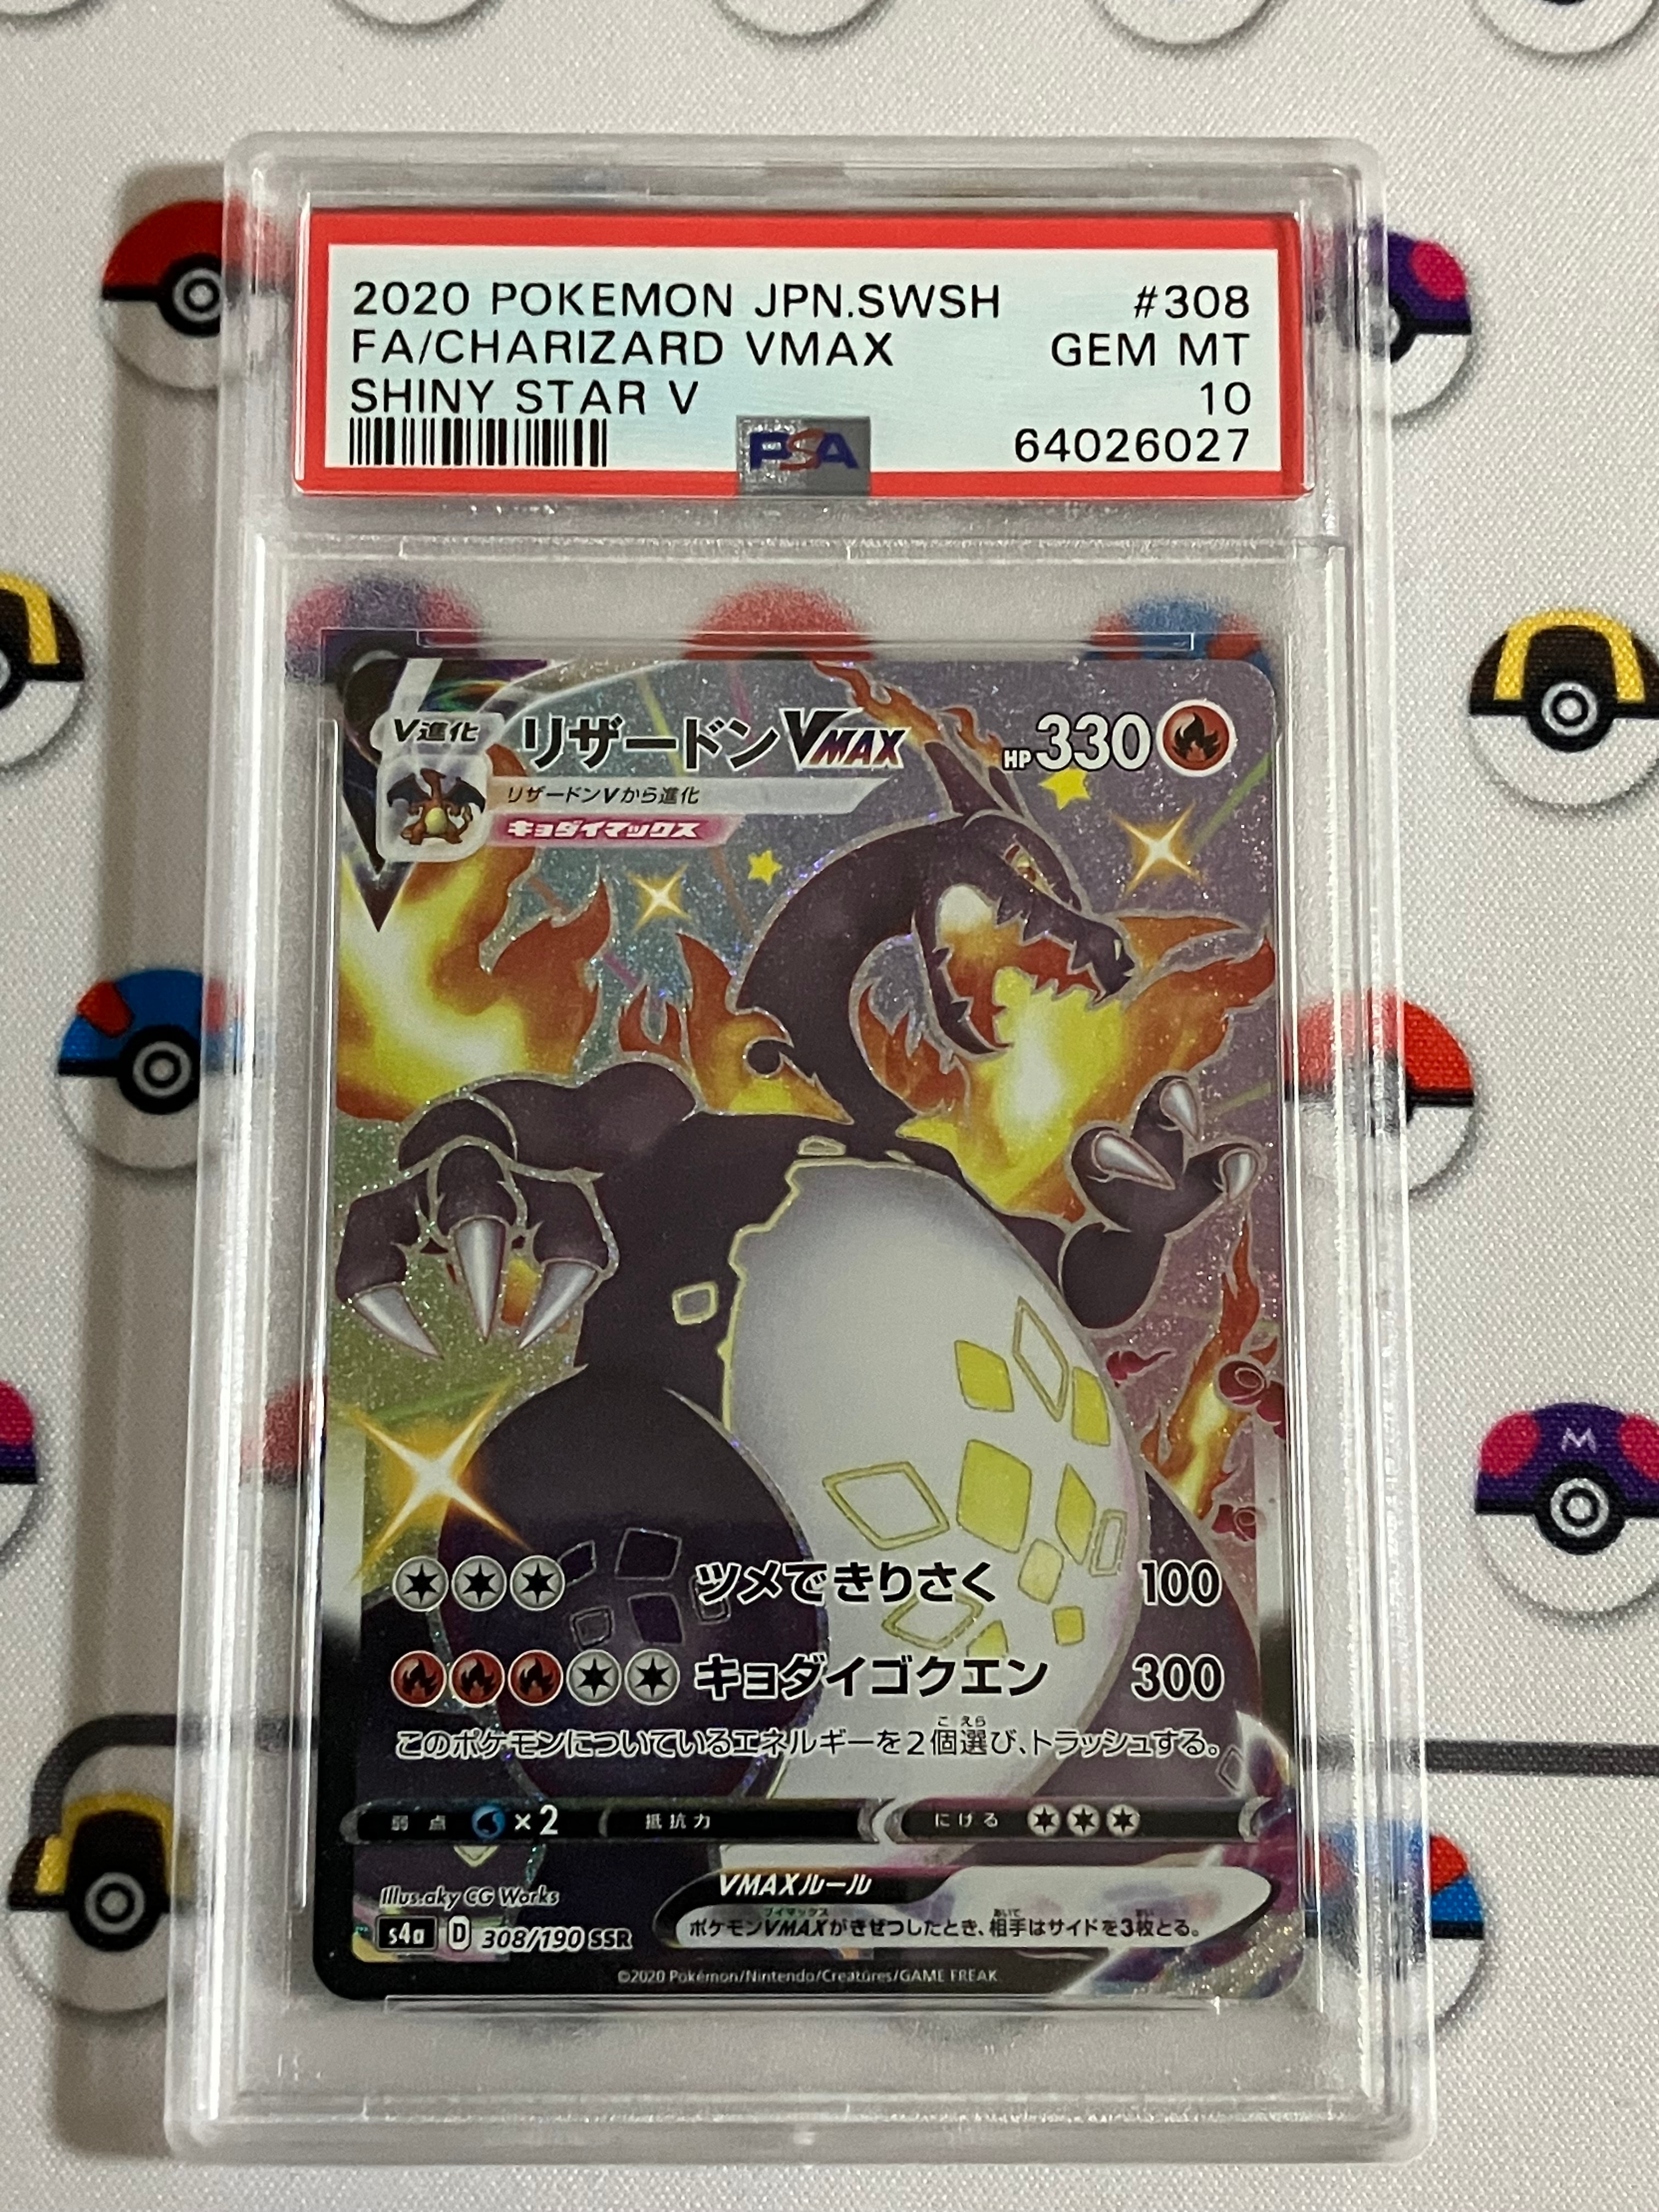 2020 POKEMON JPN.SWSH #308
FA/CHARIZARD VMAX GEM MT
SHINY STAR V 10
PSA 64026027
V進化 リザードンVMAX HP330
リザードンVから進化
キョダイマックス
ツメできりさく 100
キョダイゴクエン 300
このポケモンについているエネルギーを2個選び、トラッシュする。
弱点 ×2 抵抗力 にげる
Illus.aky CG Works
VMAXルール
s4a D 308/190 SSR
ポケモンVMAXがきぜつしたとき、相手はサイドを3枚とる。
©2020 Pokémon/Nintendo/Creatures/GAME FREAK
M